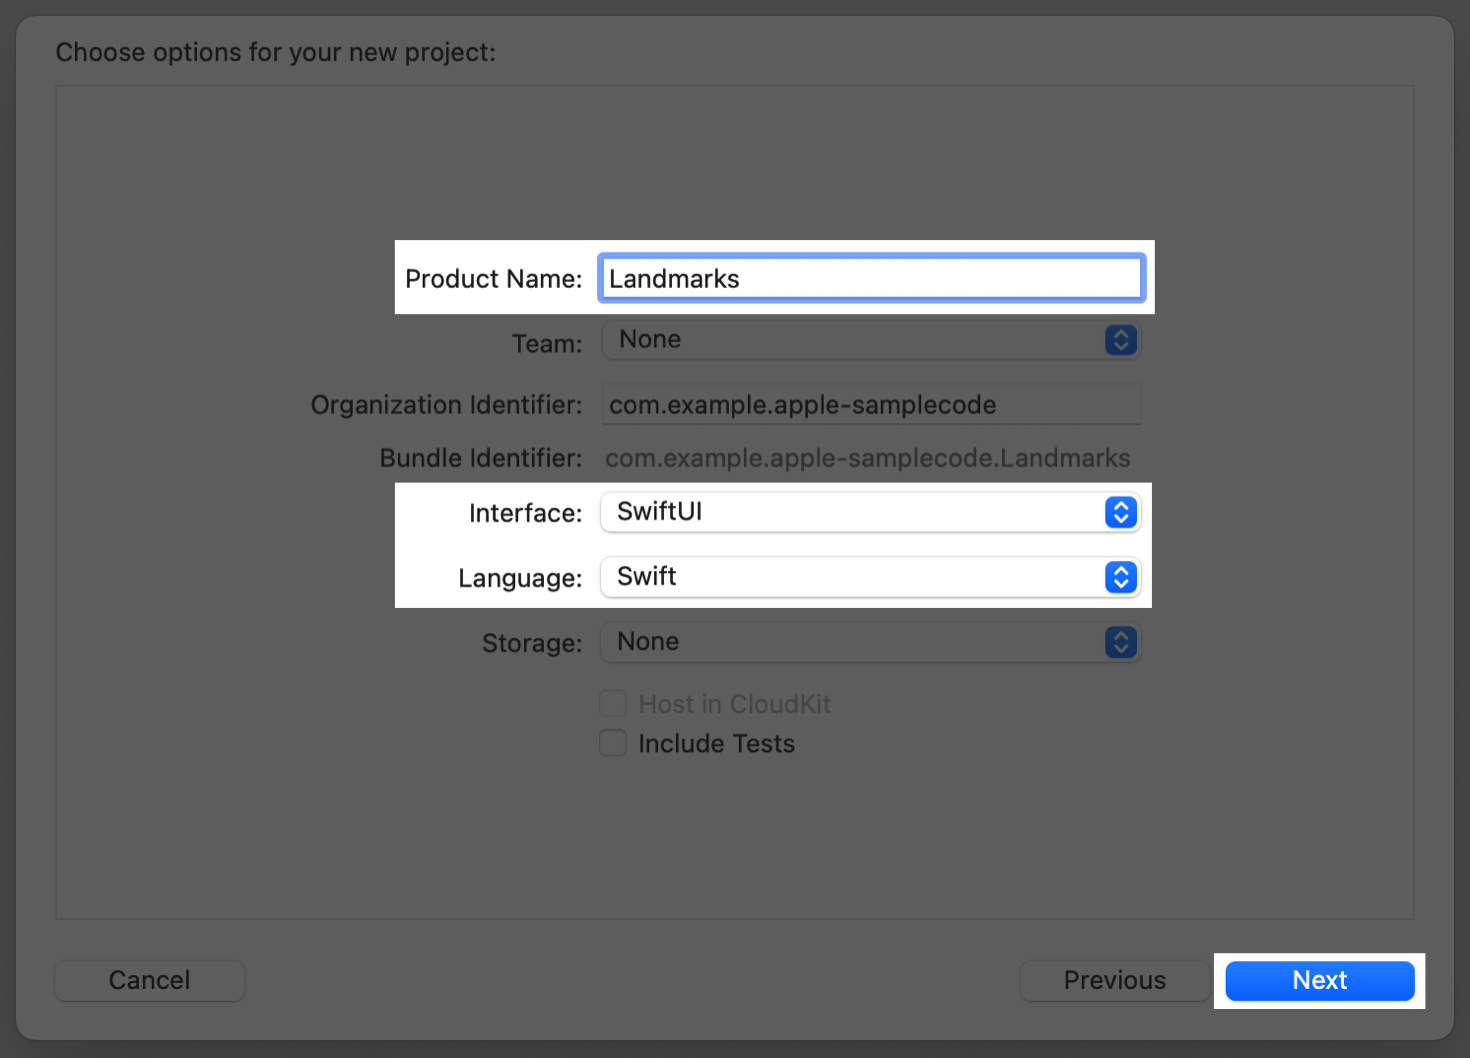 Choose options for your new project:
Product Name: Landmarks
Team: None
Organization Identifier: com.example.apple-samplecode
Bundle Identifier: com.example.apple-samplecode.Landmarks
Interface: SwiftUI
Language: Swift
Storage: None
Host in CloudKit
Include Tests
Cancel Previous Next